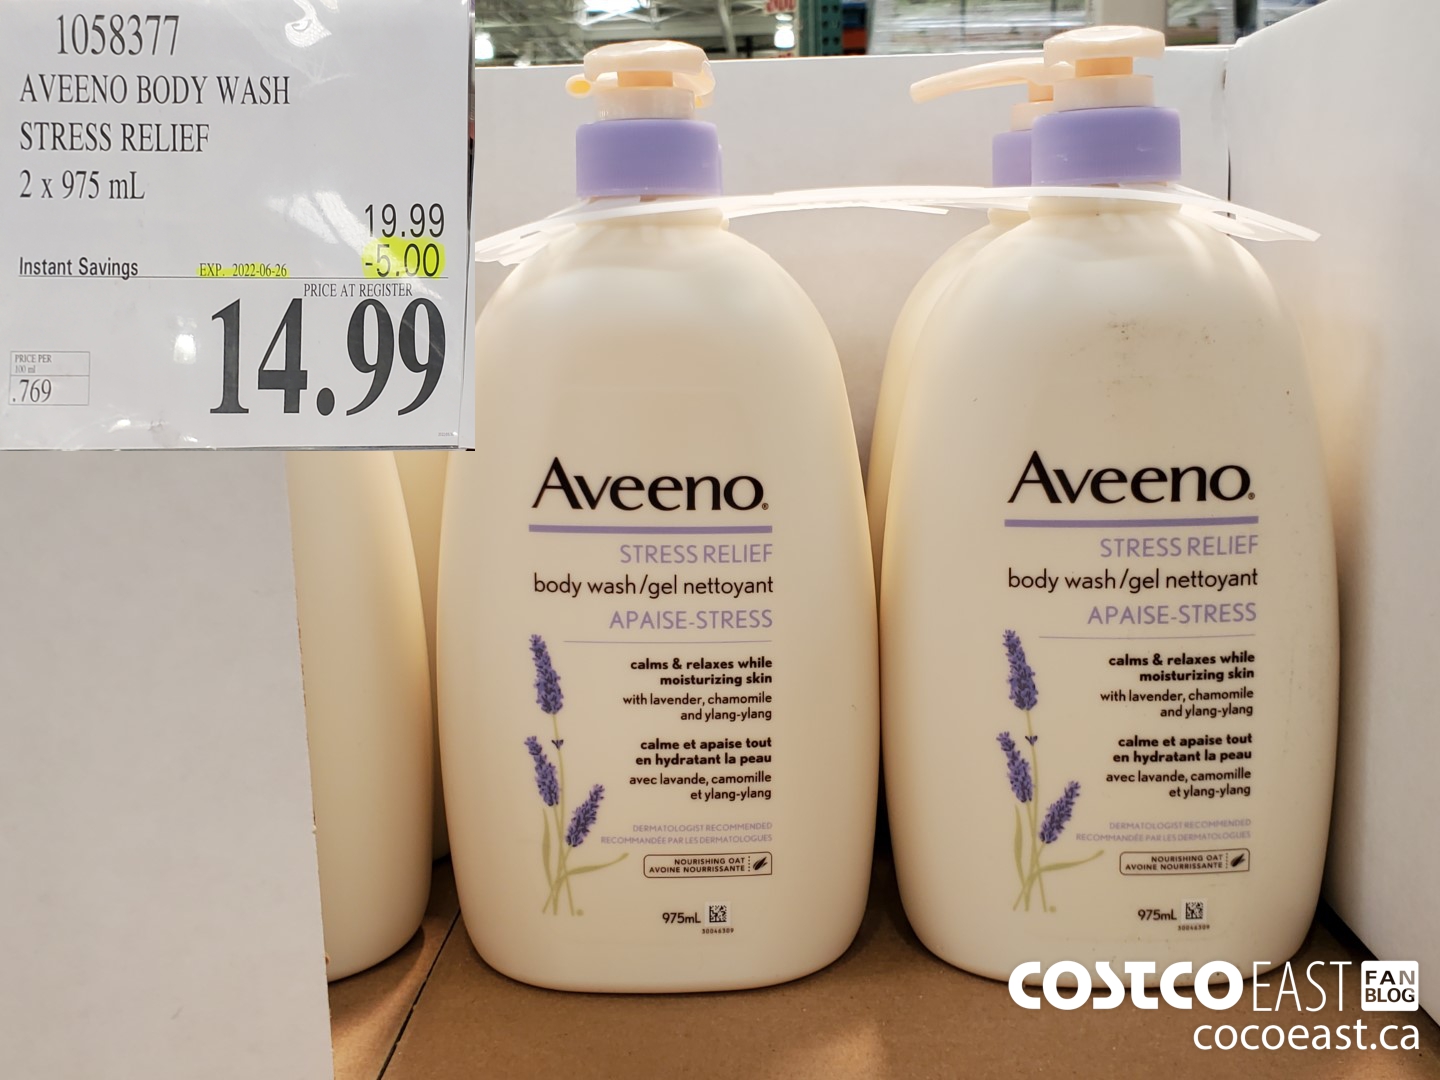 1058377
AVEENO BODY WASH
STRESS RELIEF
2 x 975 mL
19.99
Instant Savings EXP. 2022-06-26 -5.00
PRICE AT REGISTER
14.99
PRICE PER
100 ml
.769
Aveeno®
STRESS RELIEF
body wash/gel nettoyant
APAISE-STRESS
calms & relaxes while
moisturizing skin
with lavender, chamomile
and ylang-ylang
calme et apaise tout
en hydratant la peau
avec lavande, camomille
et ylang-ylang
DERMATOLOGIST RECOMMENDED
RECOMMANDÉE PAR LES DERMATOLOGUES
NOURISHING OAT
AVOINE NOURRISSANTE
975mL
30046309
Aveeno®
STRESS RELIEF
body wash/gel nettoyant
APAISE-STRESS
calms & relaxes while
moisturizing skin
with lavender, chamomile
and ylang-ylang
calme et apaise tout
en hydratant la peau
avec lavande, camomille
et ylang-ylang
DERMATOLOGIST RECOMMENDED
RECOMMANDÉE PAR LES DERMATOLOGUES
NOURISHING OAT
AVOINE NOURRISSANTE
975mL
30046309
COSTCO EAST FAN BLOG
cocoeast.ca